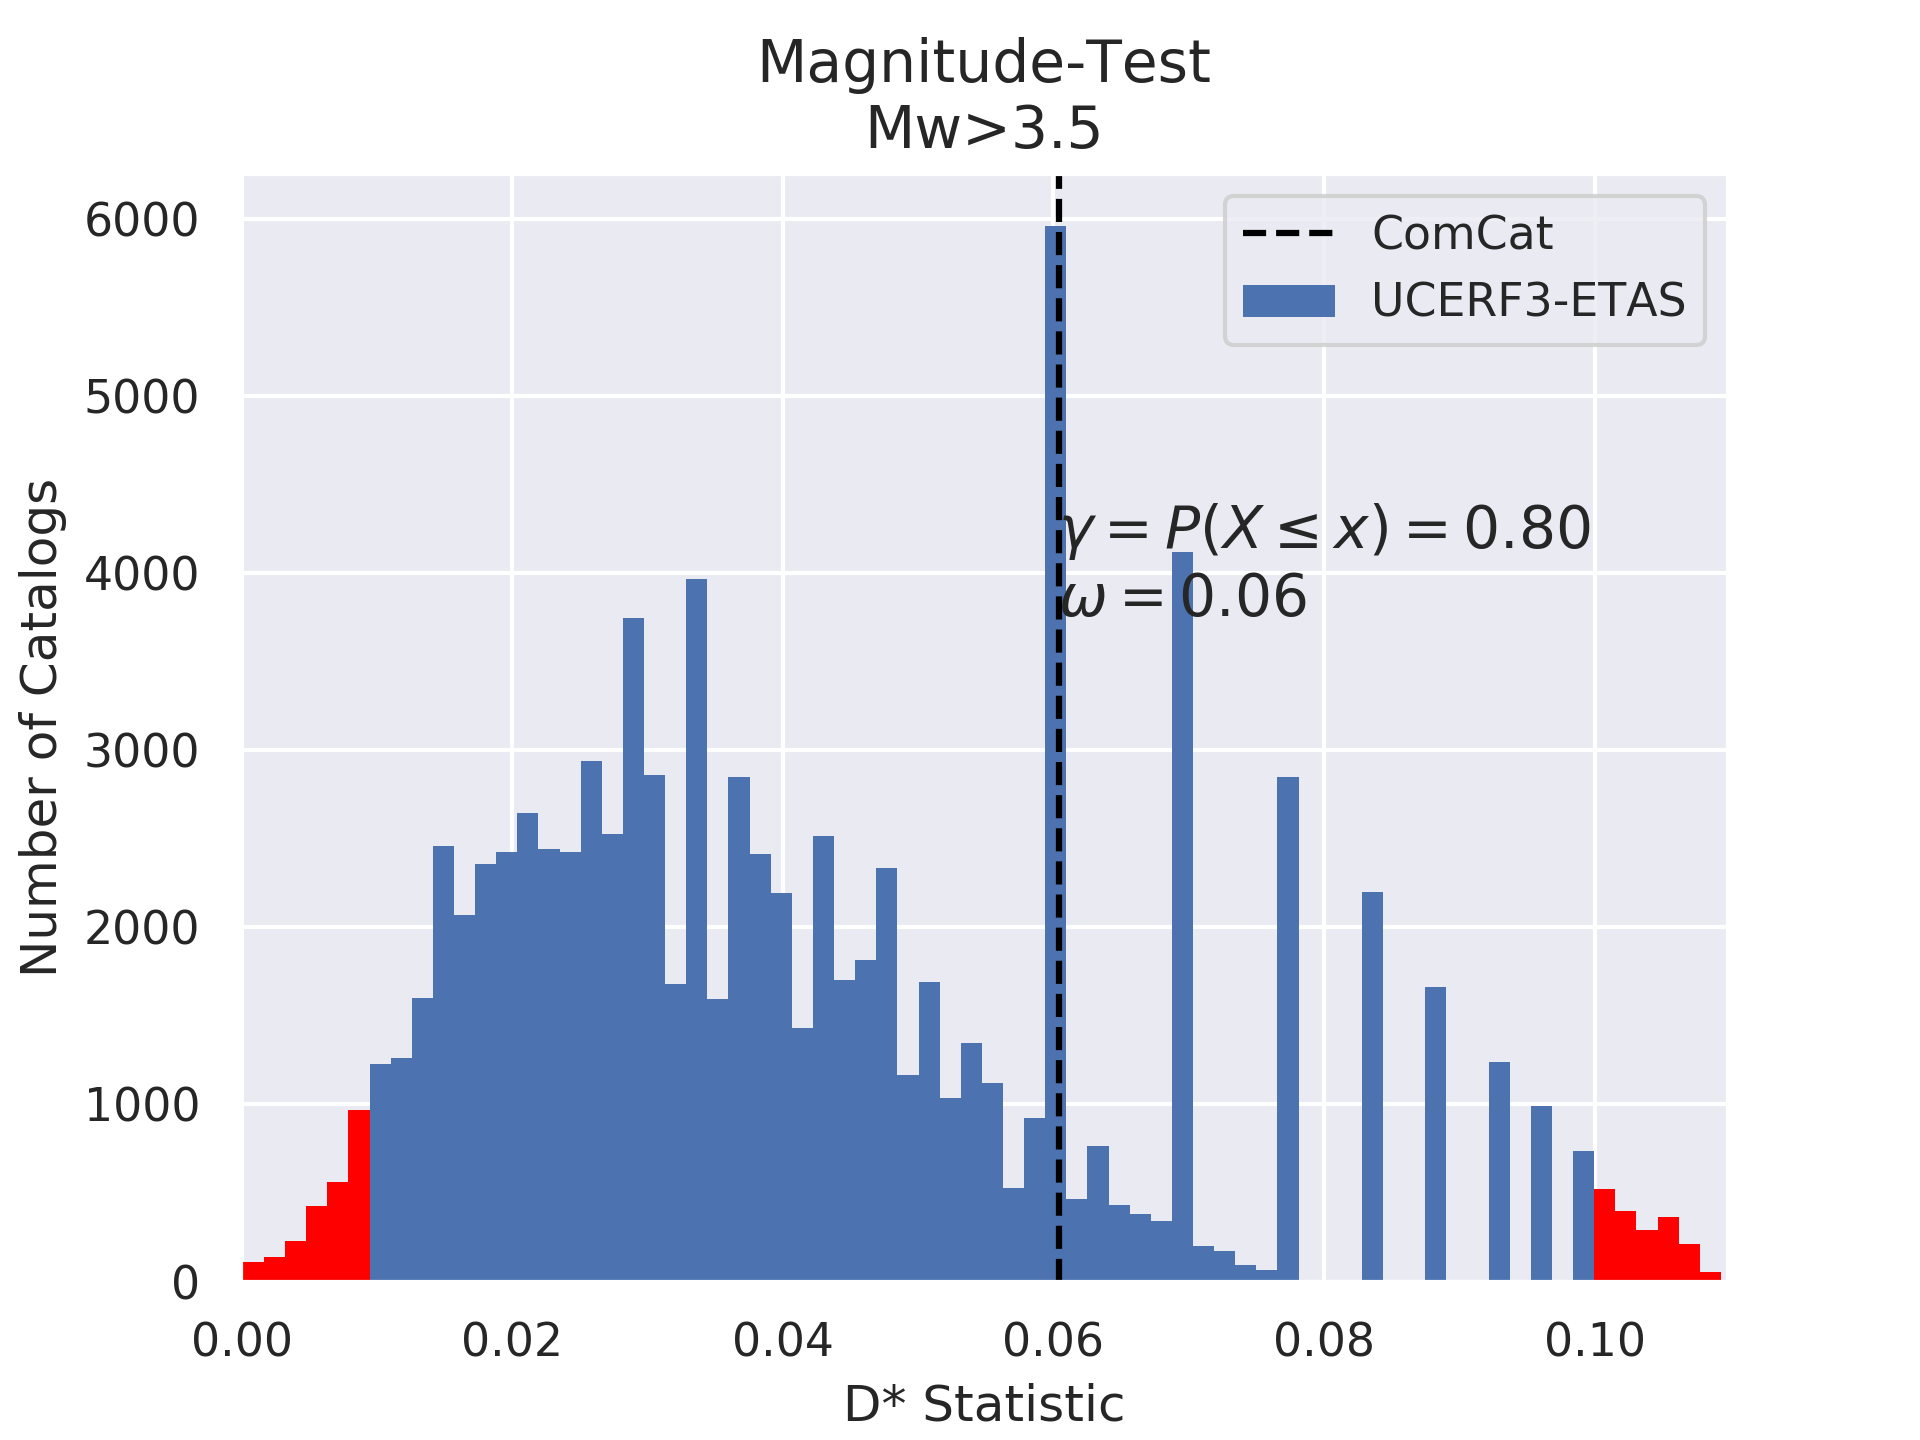 Magnitude-Test
Mw>3.5
6000
5000
4000
3000
2000
1000
0
Number of Catalogs
ComCat
UCERF3-ETAS
γ = P(X ≤ x) = 0.80
ω = 0.06
0.00 0.02 0.04 0.06 0.08 0.10
D* Statistic